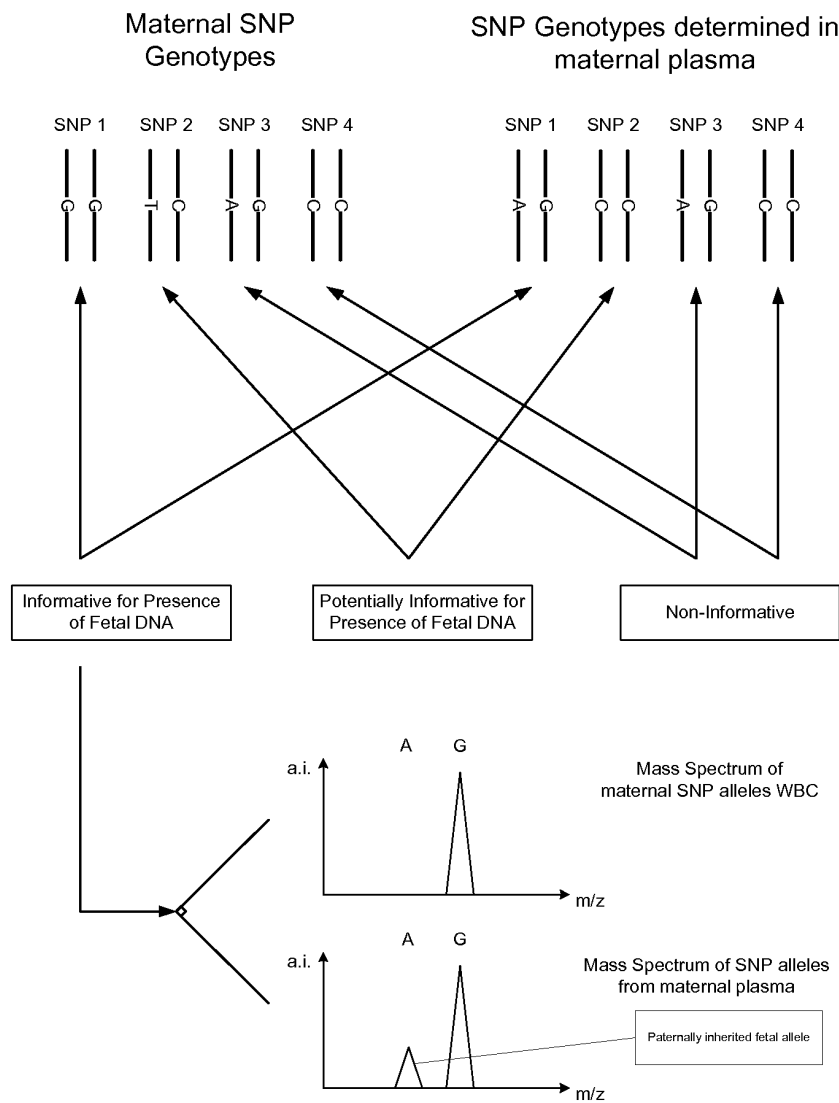 Maternal SNP
Genotypes
SNP Genotypes determined in
maternal plasma
SNP 1 SNP 2 SNP 3 SNP 4
SNP 1 SNP 2 SNP 3 SNP 4
G G T C A G C C
A G C C A G C C
Informative for Presence
of Fetal DNA
Potentially Informative for
Presence of Fetal DNA
Non-Informative
A G
a.i.
m/z
Mass Spectrum of
maternal SNP alleles WBC
A G
a.i.
m/z
Mass Spectrum of SNP alleles
from maternal plasma
Paternally inherited fetal allele